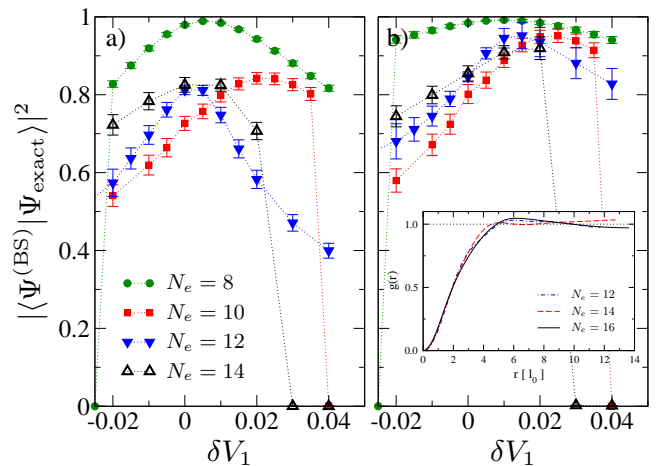 a)
b)
|⟨Ψ^(BS)|Ψ_exact⟩|^2
1
0.8
0.6
0.4
0.2
0
N_e = 8
N_e = 10
N_e = 12
N_e = 14
-0.02 0 0.02 0.04
δV_1
-0.02 0 0.02 0.04
δV_1
g(r)
1.0
0.5
0.0
N_e = 12
N_e = 14
N_e = 16
0 2 4 6 8 10 12 14
r [ l_0 ]